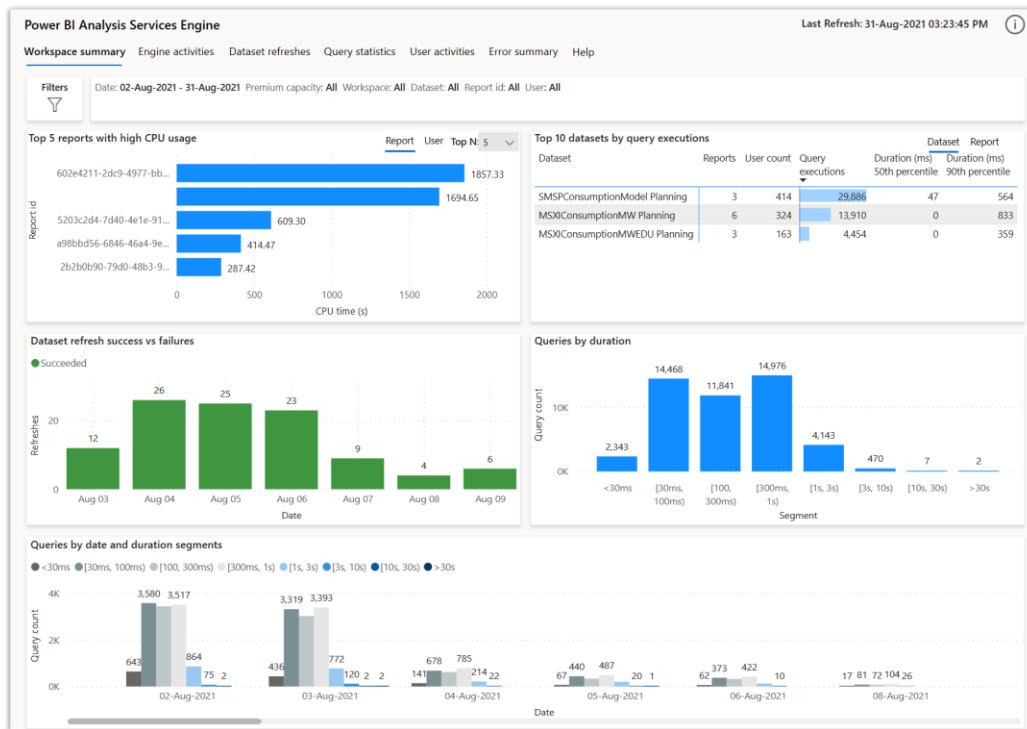 Power BI Analysis Services Engine
Last Refresh: 31-Aug-2021 03:23:45 PM
Workspace summary Engine activities Dataset refreshes Query statistics User activities Error summary Help
Filters
Date: 02-Aug-2021 - 31-Aug-2021 Premium capacity: All Workspace: All Dataset: All Report id: All User: All
Top 5 reports with high CPU usage
Report User Top N: 5
Report id
602e4211-2dc9-4977-bb... 1857.33
1694.65
5203c2d4-7d40-4e1e-91... 609.30
a98bbd56-6846-46a4-9e... 414.47
2b2b0b90-79d0-48b3-9... 287.42
0 500 1000 1500 2000
CPU time (s)
Top 10 datasets by query executions
Dataset Report
Dataset Reports User count Query executions Duration (ms) 50th percentile Duration (ms) 90th percentile
SMSPConsumptionModel Planning 3 414 29,886 47 564
MSXIConsumptionMW Planning 6 324 13,910 0 833
MSXIConsumptionMWEDU Planning 3 163 4,454 0 359
Dataset refresh success vs failures
Succeeded
Refreshes
20
0
12 26 25 23 9 4 6
Aug 03 Aug 04 Aug 05 Aug 06 Aug 07 Aug 08 Aug 09
Date
Queries by duration
Query count
10K
0K
2,343 14,468 11,841 14,976 4,143 470 7 2
<30ms [30ms, 100ms) [100, 300ms) [300ms, 1s) [1s, 3s) [3s, 10s) [10s, 30s) >30s
Segment
Queries by date and duration segments
<30ms [30ms, 100ms) [100, 300ms) [300ms, 1s) [1s, 3s) [3s, 10s) [10s, 30s) >30s
Query count
4K
2K
0K
643 3,580 3,517 864 75 2
436 3,319 3,393 772 120 2 2
141 678 785 214 22
67 440 487 20 1
62 373 422 10
17 81 72 104 26
02-Aug-2021 03-Aug-2021 04-Aug-2021 05-Aug-2021 06-Aug-2021 08-Aug-2021
Date